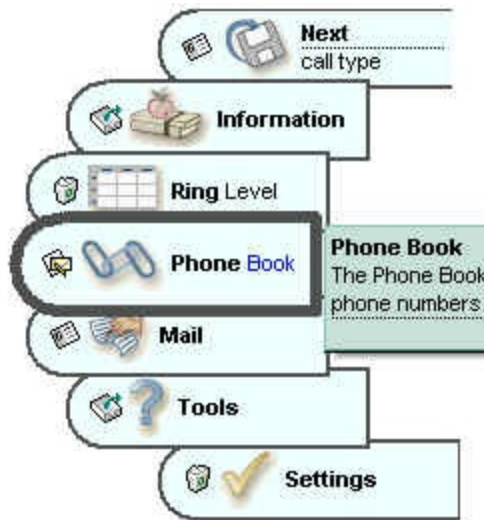 Next
call type
Information
Ring Level
Phone Book
Phone Book
The Phone Book
phone numbers
Mail
Tools
Settings